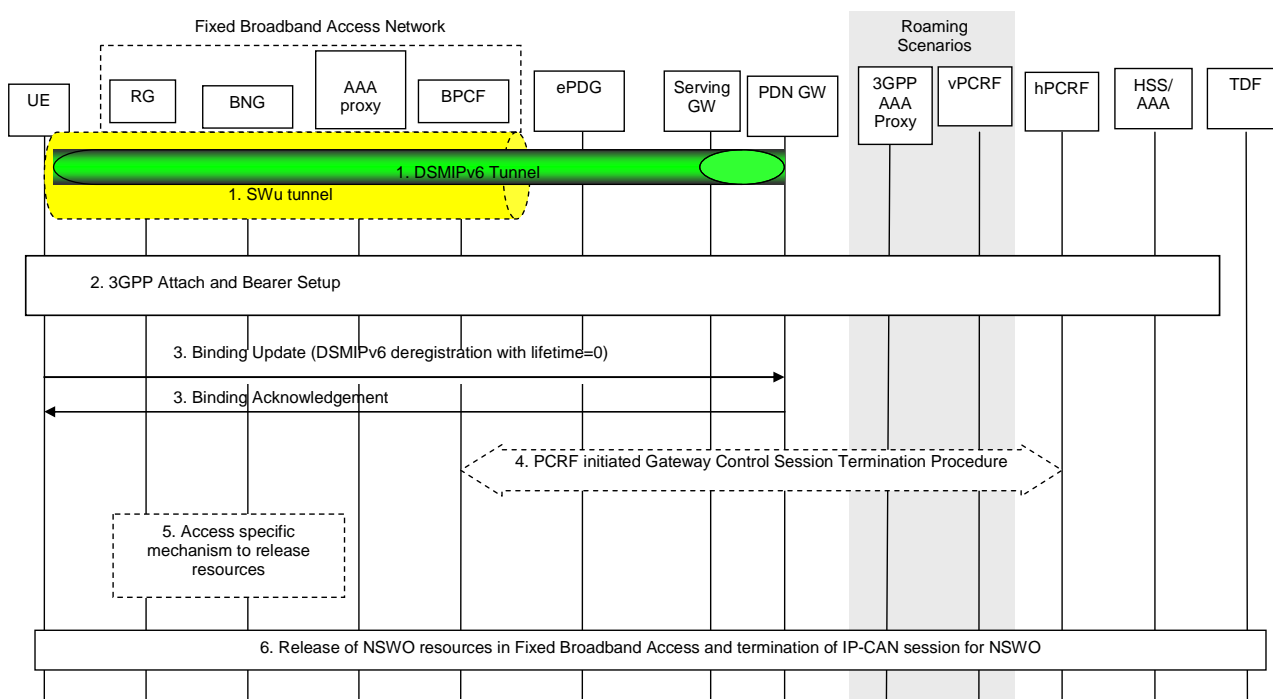 Fixed Broadband Access Network
Roaming
Scenarios
UE
RG
BNG
AAA
proxy
BPCF
ePDG
Serving
GW
PDN GW
3GPP
AAA
Proxy
vPCRF
hPCRF
HSS/
AAA
TDF
1. DSMIPv6 Tunnel
1. SWu tunnel
2. 3GPP Attach and Bearer Setup
3. Binding Update (DSMIPv6 deregistration with lifetime=0)
3. Binding Acknowledgement
4. PCRF initiated Gateway Control Session Termination Procedure
5. Access specific
mechanism to release
resources
6. Release of NSWO resources in Fixed Broadband Access and termination of IP-CAN session for NSWO